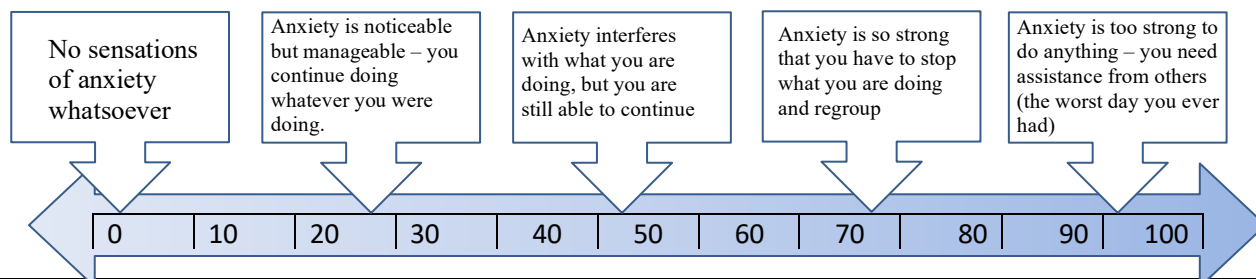 No sensations
of anxiety
whatsoever
Anxiety is noticeable
but manageable – you
continue doing
whatever you were
doing.
Anxiety interferes
with what you are
doing, but you are
still able to continue
Anxiety is so strong
that you have to stop
what you are doing
and regroup
Anxiety is too strong to
do anything – you need
assistance from others
(the worst day you ever
had)
0 10 20 30 40 50 60 70 80 90 100